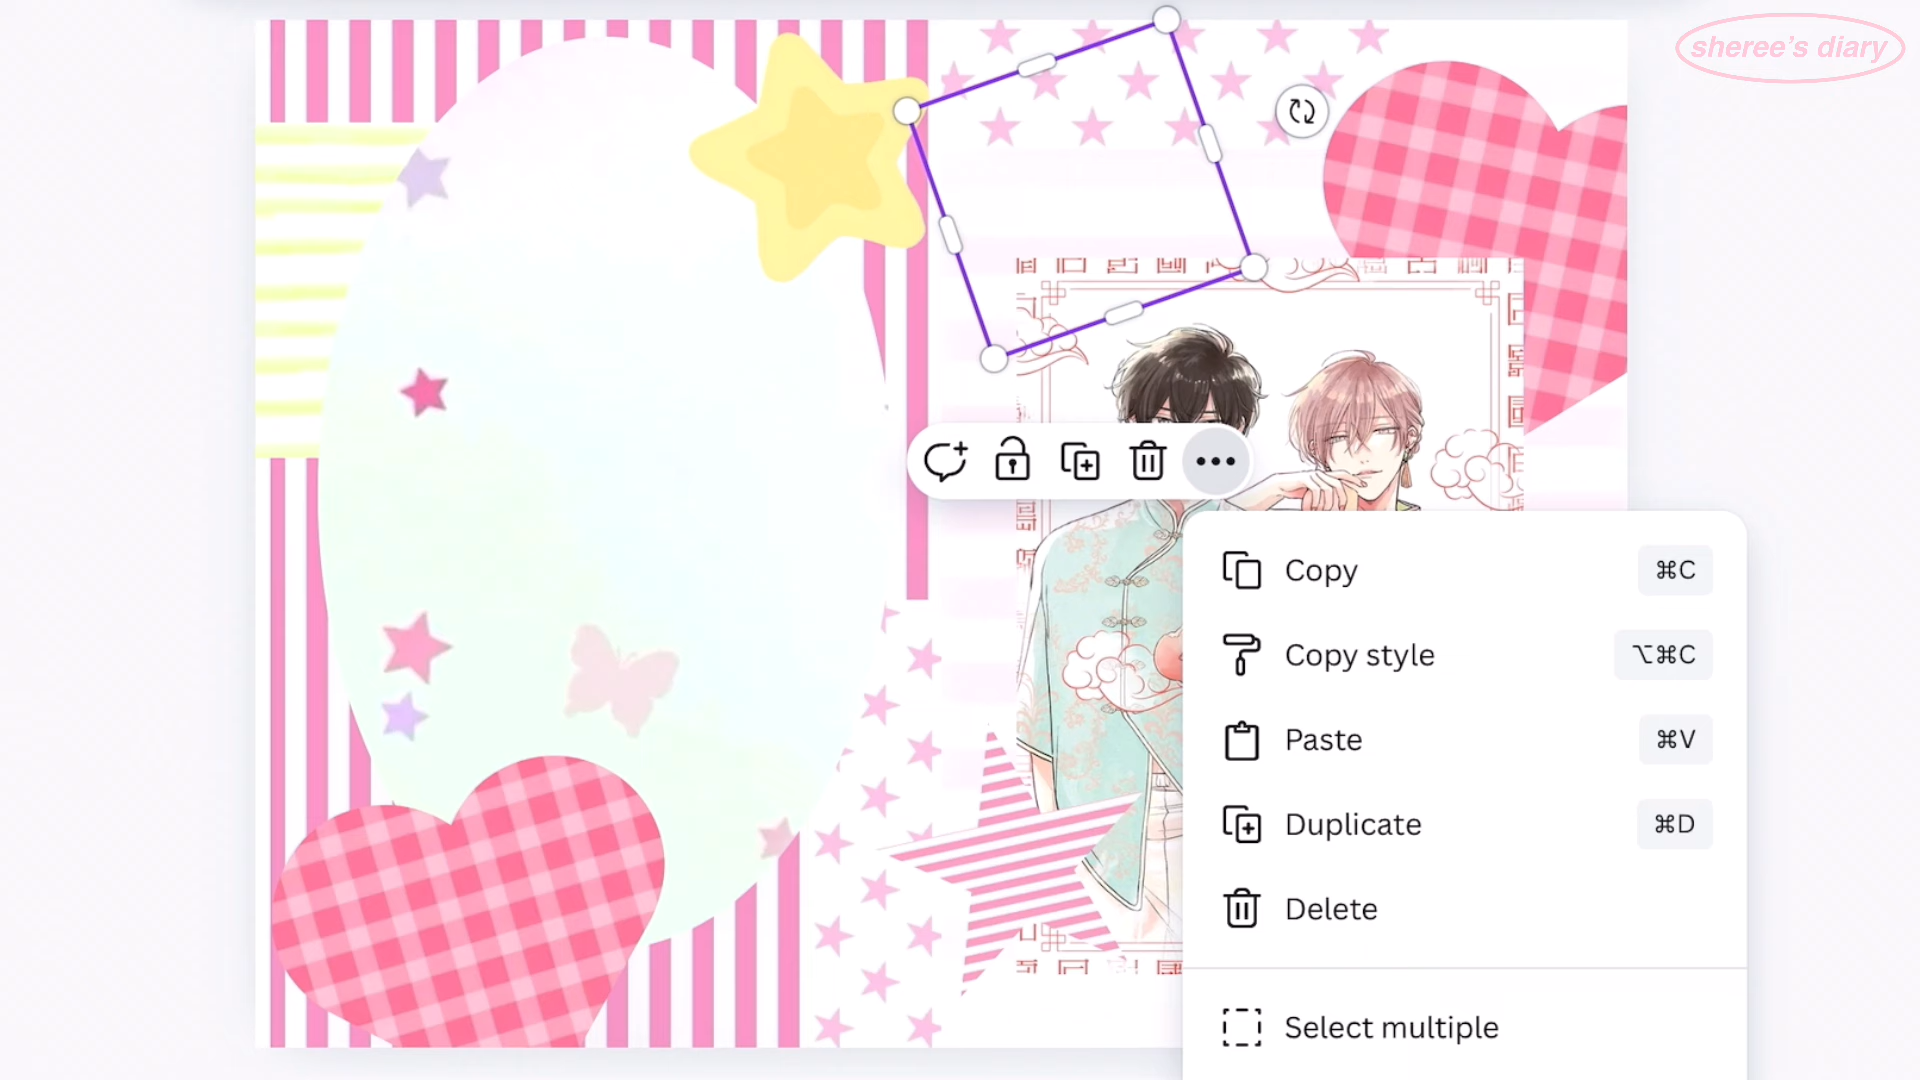 sheree's diary
Copy ⌘C
Copy style ⌥⌘C
Paste ⌘V
Duplicate ⌘D
Delete
Select multiple